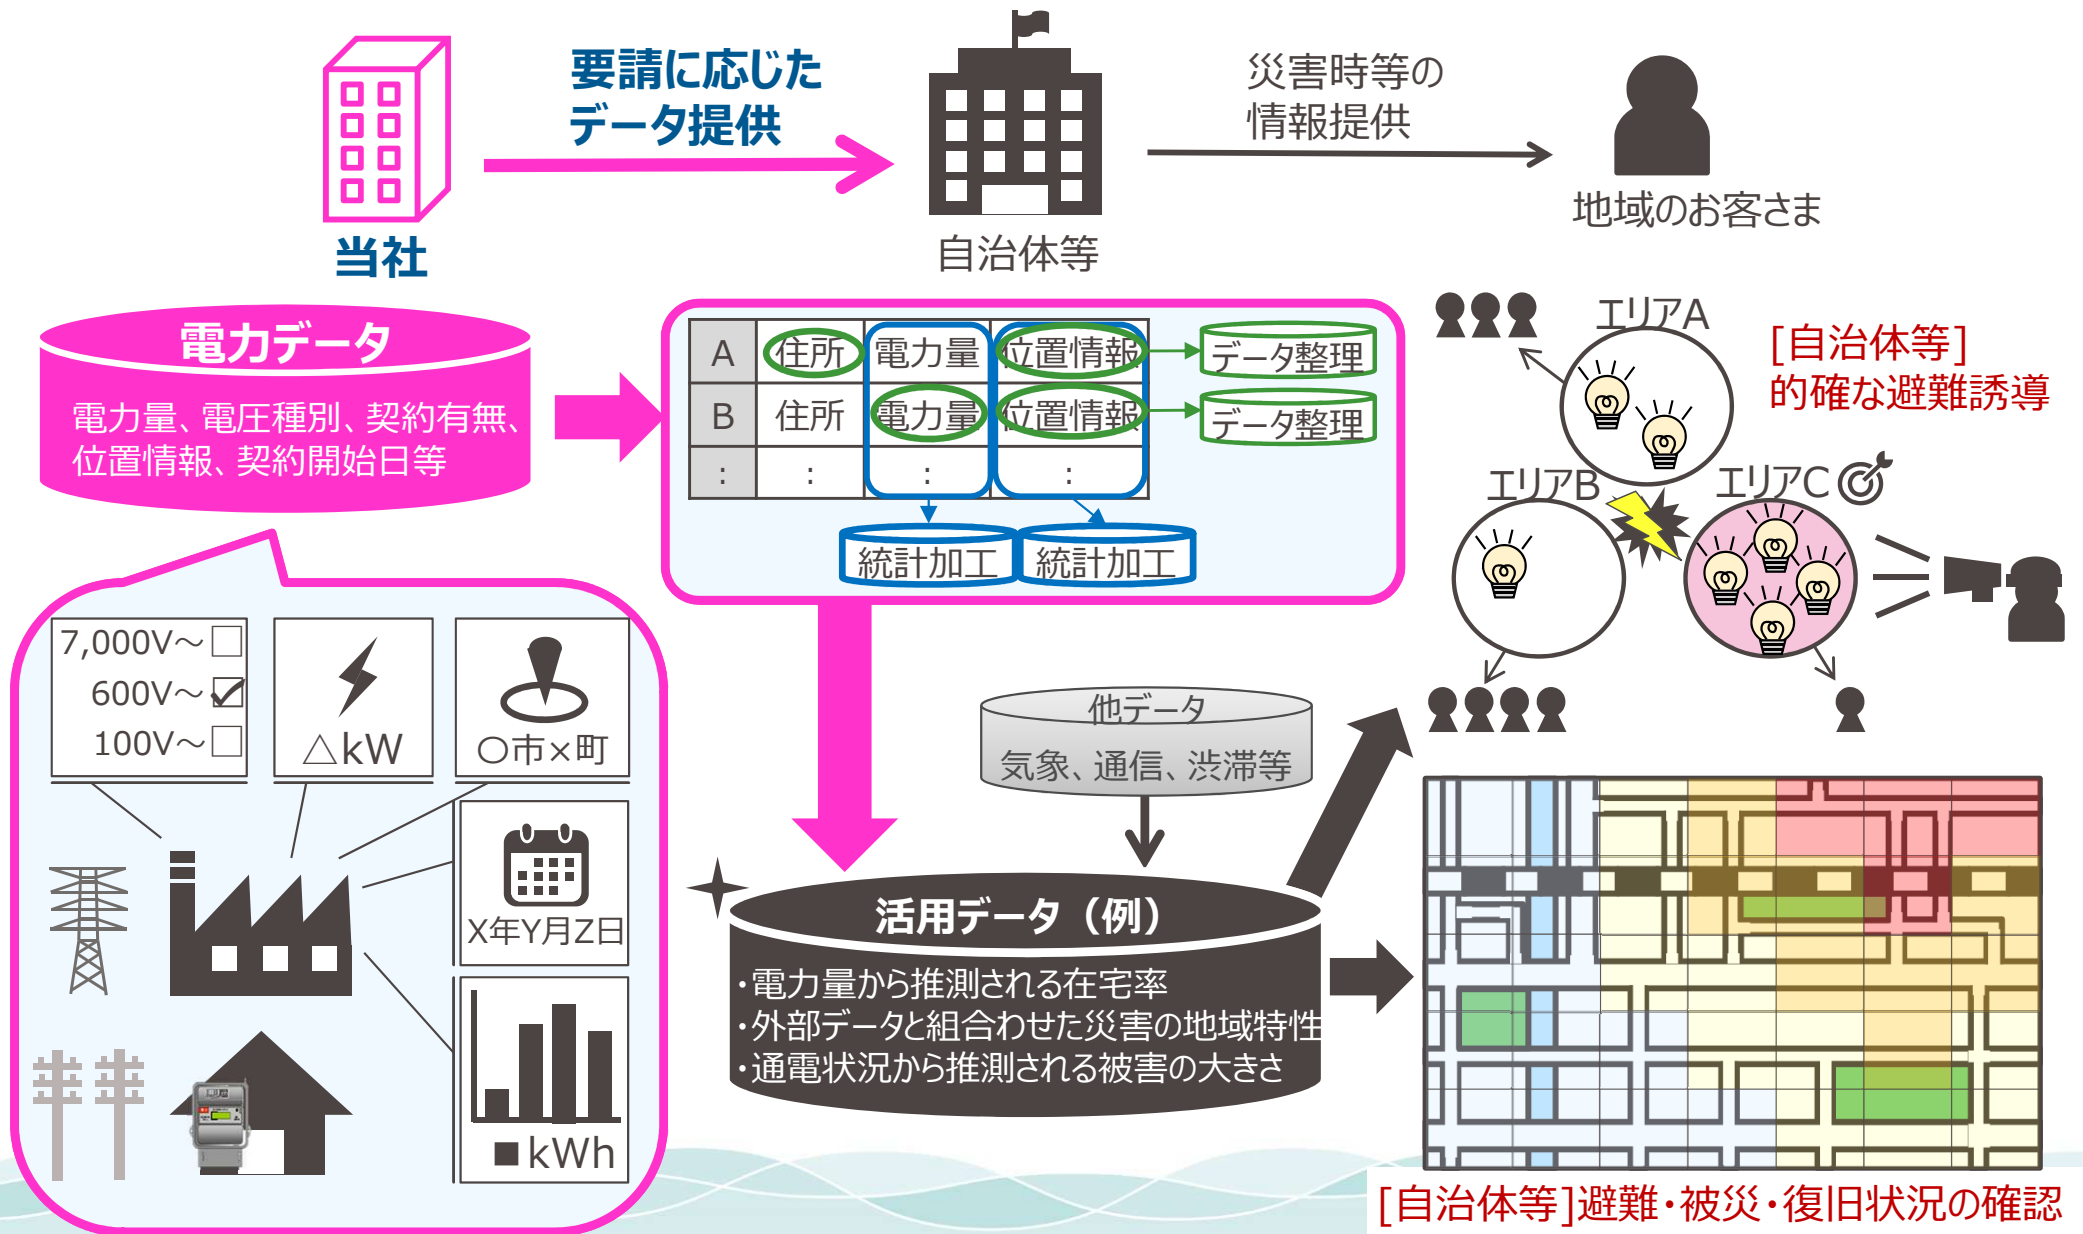 要請に応じた
データ提供
災害時等の
情報提供
当社
自治体等
地域のお客さま
電力データ
電力量、電圧種別、契約有無、
位置情報、契約開始日等
A 住所 電力量 位置情報 データ整理
B 住所 電力量 位置情報 データ整理
: : : :
統計加工 統計加工
エリアA
[自治体等]
的確な避難誘導
エリアB
エリアC
7,000V～
600V～
100V～
△kW
○市×町
X年Y月Z日
■kWh
他データ
気象、通信、渋滞等
活用データ（例）
・電力量から推測される在宅率
・外部データと組合わせた災害の地域特性
・通電状況から推測される被害の大きさ
[自治体等]避難・被災・復旧状況の確認